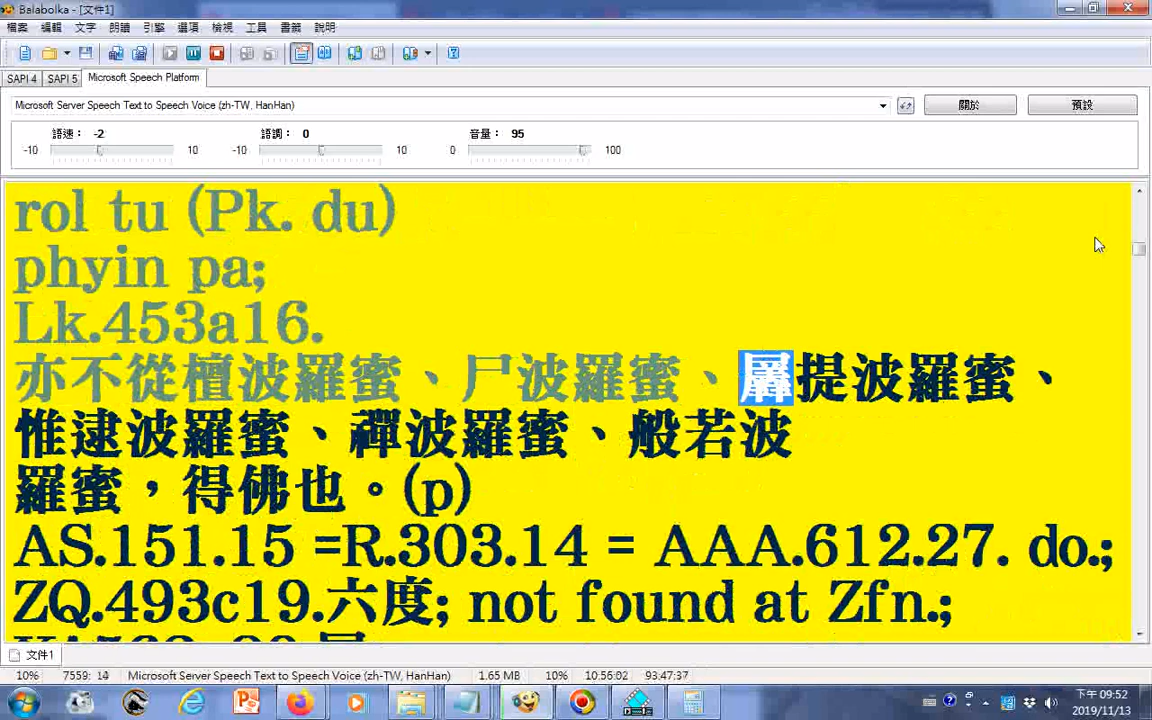 Balabolka - [文件1]
檔案 編輯 文字 朗讀 引擎 選項 檢視 工具 書籤 說明
SAPI 4 SAPI 5 Microsoft Speech Platform
Microsoft Server Speech Text to Speech Voice (zh-TW, HanHan) 關於 預設
語速： -2 語調： 0 音量： 95
-10 10 -10 10 0 100
rol tu (Pk. du)
phyin pa;
Lk.453a16.
亦不從檀波羅蜜、尸波羅蜜、羼提波羅蜜、
惟逮波羅蜜、禪波羅蜜、般若波
羅蜜，得佛也。(p)
AS.151.15 =R.303.14 = AAA.612.27. do.;
ZQ.493c19.六度; not found at Zfn.;
文件1
10% 7559: 14 Microsoft Server Speech Text to Speech Voice (zh-TW, HanHan) 1.65 MB 10% 10:56:02 93:47:37
下午 09:52
2019/11/13